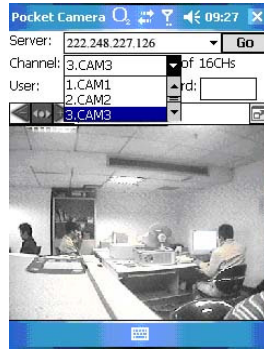 Pocket Camera 09:27
Server: 222.248.227.126 Go
Channel: 3.CAM3 of 16CHs
User: 1.CAM1 rd:
2.CAM2
3.CAM3